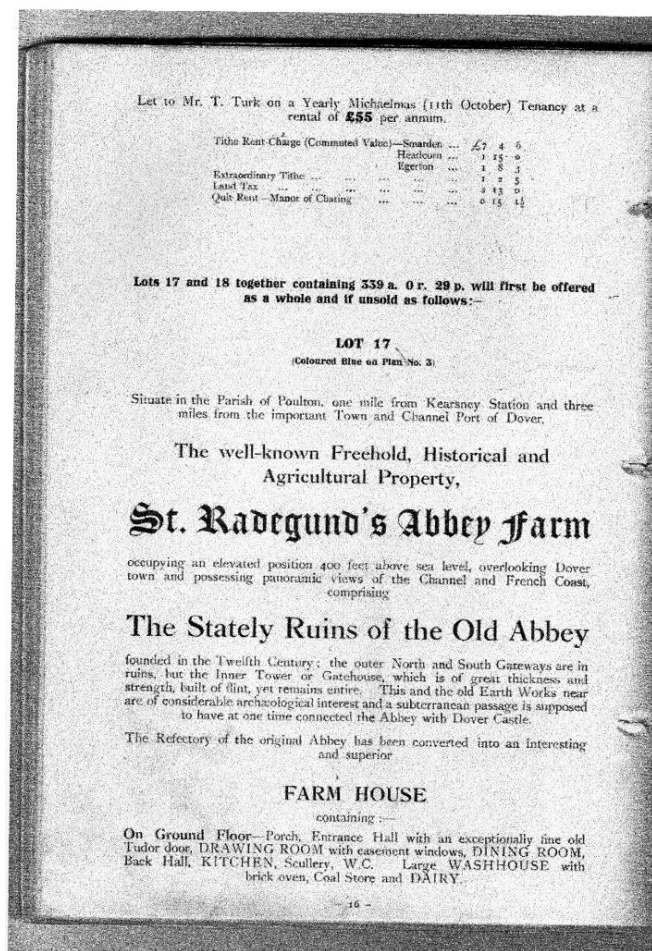 Let to Mr. T. Turk on a Yearly Michaelmas (11th October) Tenancy at a
rental of £55 per annum.
Tithe Rent Charge (Commuted Value)—Smarden ... £7 4 6
Headcorn ... 1 15 0
Egerton ... 1 8
Extraordinary Tithe ... ... ... ... ... 1 2 5
Land Tax ... ... ... ... ... ... 13 0
Quit Rent—Manor of Charing ... ... ... 0 15 1½
Lots 17 and 18 together containing 339 a. 0 r. 29 p. will first be offered
as a whole and if unsold as follows:—
LOT 17
(Coloured Blue on Plan No. 3)
Situate in the Parish of Poulton, one mile from Kearsney Station and three
miles from the important Town and Channel Port of Dover.
The well-known Freehold, Historical and
Agricultural Property,
St. Radegund's Abbey Farm
occupying an elevated position 400 feet above sea level, overlooking Dover
town and possessing panoramic views of the Channel and French Coast,
comprising
The Stately Ruins of the Old Abbey
founded in the Twelfth Century; the outer North and South Gateways are in
ruins, but the Inner Tower or Gatehouse, which is of great thickness and
strength, built of flint, yet remains entire. This and the old Earth Works near
are of considerable archæological interest and a subterranean passage is supposed
to have at one time connected the Abbey with Dover Castle.
The Refectory of the original Abbey has been converted into an interesting
and superior
FARM HOUSE
containing :—
On Ground Floor—Porch, Entrance Hall with an exceptionally fine old
Tudor door, DRAWING ROOM with casement windows, DINING ROOM,
Back Hall, KITCHEN, Scullery, W.C. Large WASHHOUSE with
brick oven, Coal Store and DAIRY.
– 16 –